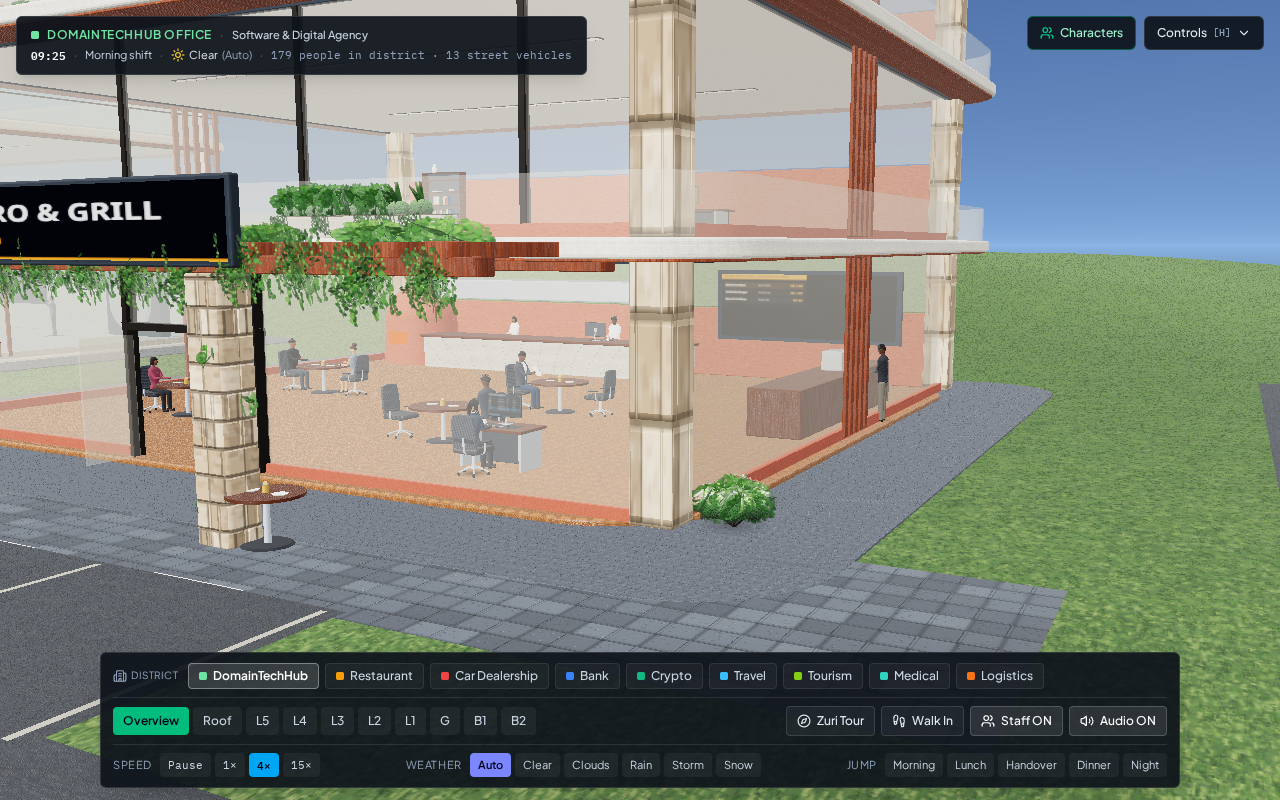 DOMAINTECHHUB OFFICE · Software & Digital Agency
09:25 · Morning shift · Clear (Auto) · 179 people in district · 13 street vehicles
Characters
Controls [H]
RO & GRILL
DISTRICT DomainTechHub Restaurant Car Dealership Bank Crypto Travel Tourism Medical Logistics
Overview Roof L5 L4 L3 L2 L1 G B1 B2 Zuri Tour Walk In Staff ON Audio ON
SPEED Pause 1× 4× 15× WEATHER Auto Clear Clouds Rain Storm Snow JUMP Morning Lunch Handover Dinner Night